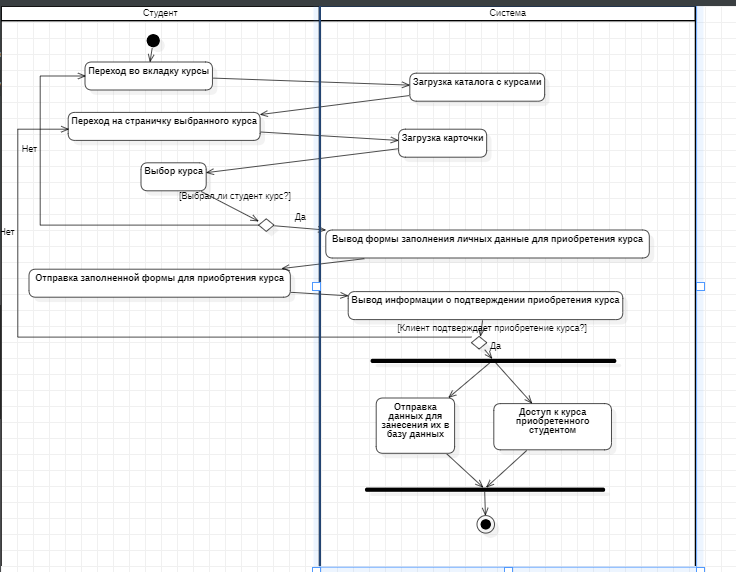 Студент
Система
Переход во вкладку курсы
Загрузка каталога с курсами
Переход на страничку выбранного курса
Загрузка карточки
Нет
Выбор курса
[Выбрал ли студент курс?]
Да
Нет
Вывод формы заполнения личных данные для приобретения курса
Отправка заполненной формы для приобртения курса
Вывод информации о подтверждении приобретения курса
[Клиент подтверждает приобретение курса?]
Да
Отправка
данных для
занесения их в
базу данных
Доступ к курса
приобретенного
студентом